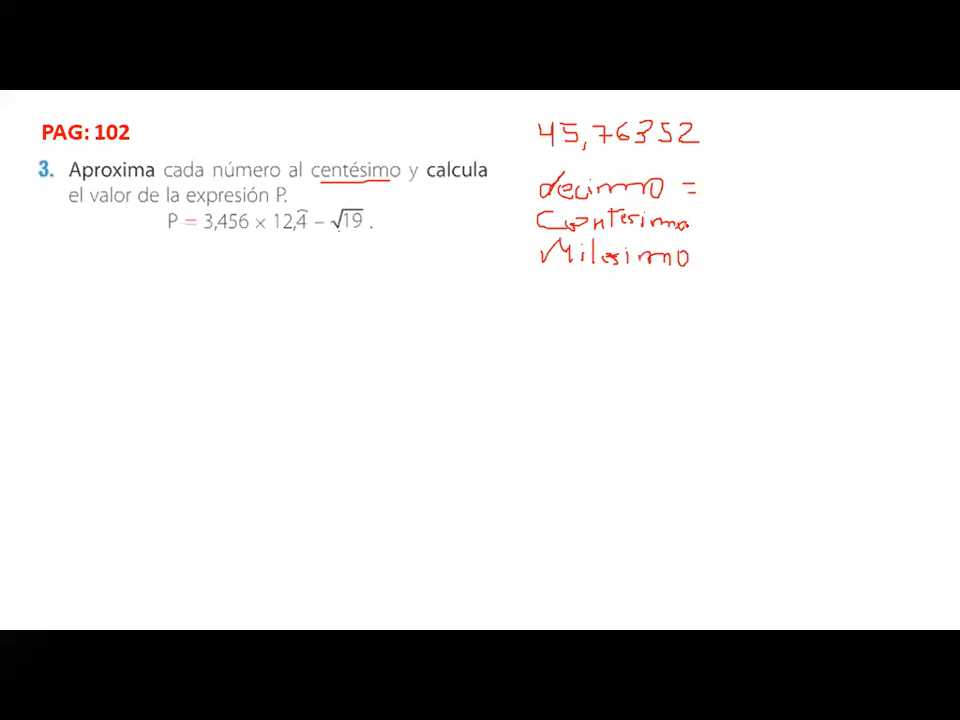 PAG: 102
3. Aproxima cada número al centésimo y calcula
el valor de la expresión P.
P = 3,456 × 12,4̂ – √19 .
45,76352
decimo =
Contesimo
Milesimo